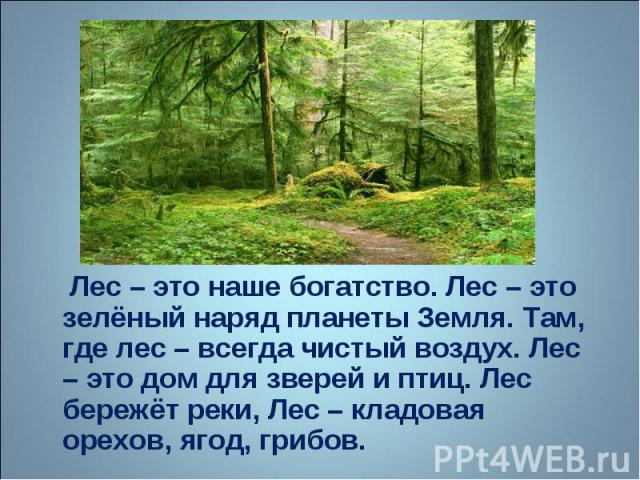 Лес – это наше богатство. Лес – это
зелёный наряд планеты Земля. Там,
где лес – всегда чистый воздух. Лес
– это дом для зверей и птиц. Лес
бережёт реки, Лес – кладовая
орехов, ягод, грибов.
PPt4WEB.ru